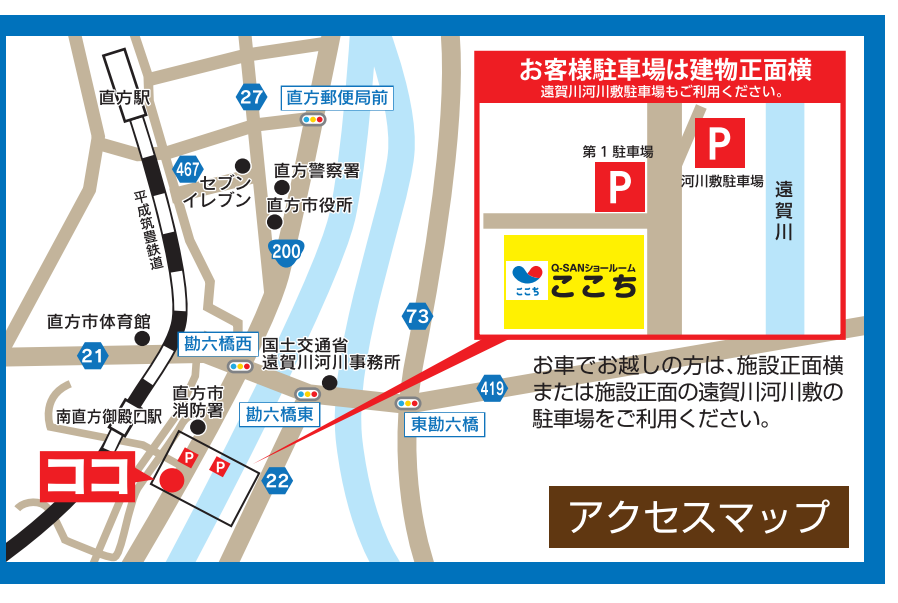 お客様駐車場は建物正面横
遠賀川河川敷駐車場もご利用ください。
第1駐車場
P
P
河川敷駐車場
遠賀川
Q-SANショールーム
ここち
ここち
直方駅
27
直方郵便局前
467
セブン
イレブン
直方警察署
直方市役所
200
平成筑豊鉄道
73
直方市体育館
21
勘六橋西
国土交通省
遠賀川河川事務所
419
直方市
消防署
勘六橋東
東勘六橋
南直方御殿口駅
P
P
ココ
22
お車でお越しの方は、施設正面横
または施設正面の遠賀川河川敷の
駐車場をご利用ください。
アクセスマップ